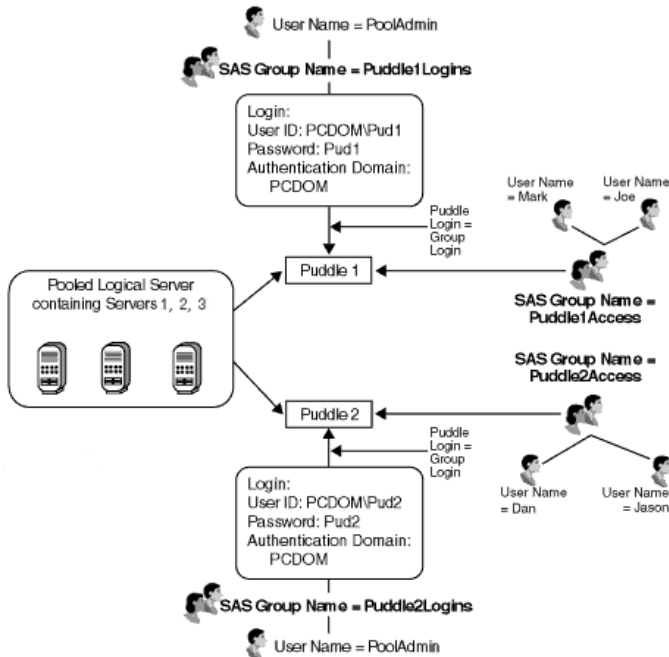 User Name = PoolAdmin
SAS Group Name = Puddle1Logins
Login:
User ID: PCDOM\Pud1
Password: Pud1
Authentication Domain:
PCDOM
Puddle
Login =
Group
Login
User Name
= Mark
User Name
= Joe
Pooled Logical Server
containing Servers 1, 2, 3
Puddle 1
SAS Group Name =
Puddle1Access
SAS Group Name =
Puddle2Access
Puddle 2
Puddle
Login =
Group
Login
User Name
= Dan
User Name
= Jason
Login:
User ID: PCDOM\Pud2
Password: Pud2
Authentication Domain:
PCDOM
SAS Group Name = Puddle2Logins
User Name = PoolAdmin